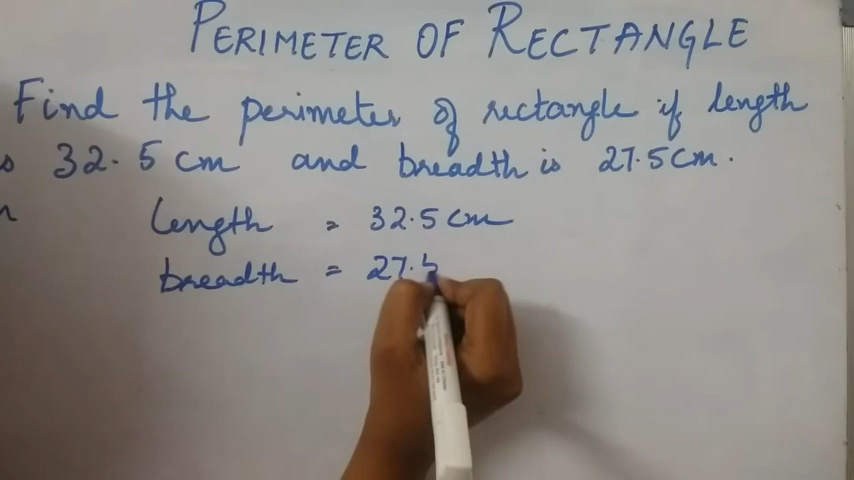 PERIMETER OF RECTANGLE
Find the perimeter of rectangle if length
32.5 cm and breadth is 27.5cm.
length = 32.5 cm
breadth = 27.5